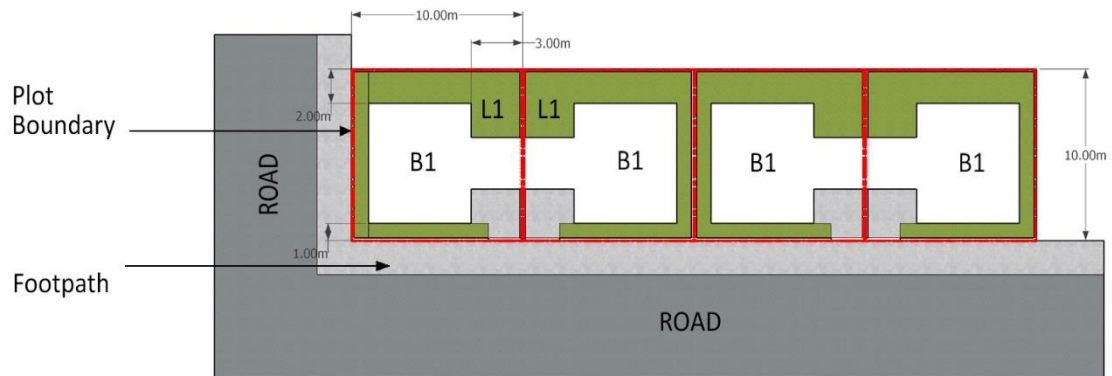 10.00m
3.00m
Plot
Boundary
2.00m
L1
L1
B1
B1
B1
B1
10.00m
ROAD
1.00m
Footpath
ROAD